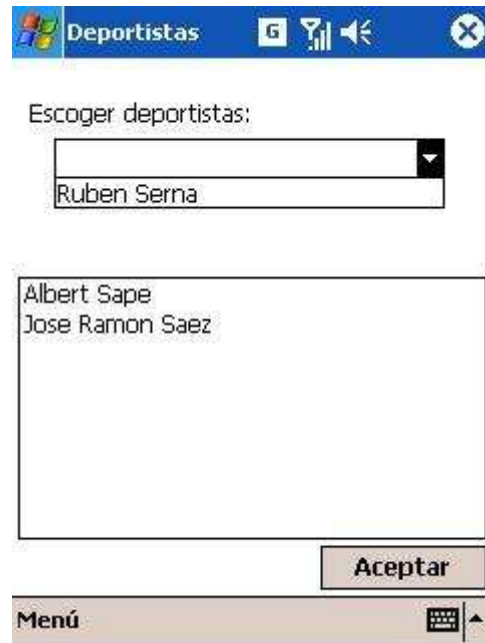 Deportistas G
Escoger deportistas:
Ruben Serna
Albert Sape
Jose Ramon Saez
Aceptar
Menú